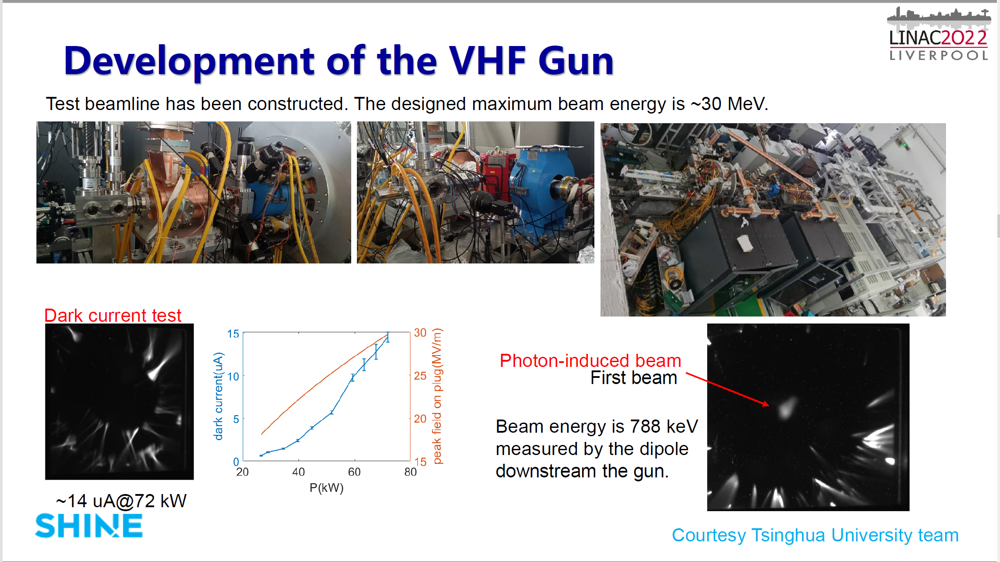 LINAC2022
LIVERPOOL
Development of the VHF Gun
Test beamline has been constructed. The designed maximum beam energy is ~30 MeV.
Dark current test
15
10
5
0
dark current(uA)
30
25
20
15
peak field on plug(MV/m)
20 40 60 80
P(kW)
~14 uA@72 kW
Photon-induced beam
First beam
Beam energy is 788 keV
measured by the dipole
downstream the gun.
SHINE
Courtesy Tsinghua University team